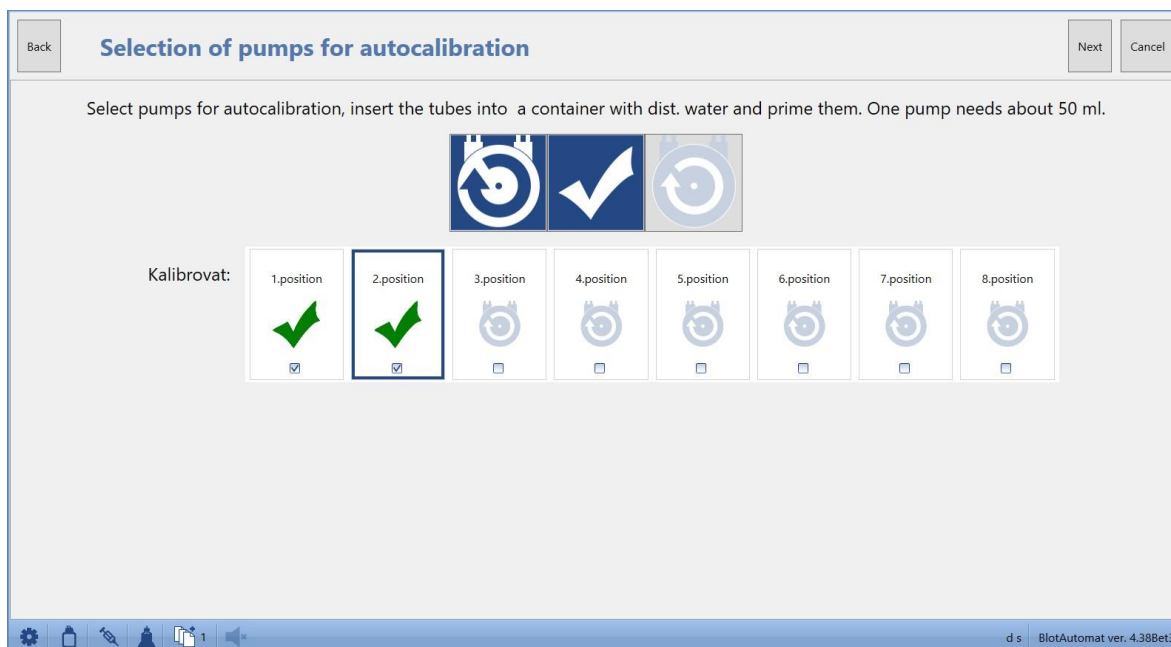 Back
Selection of pumps for autocalibration
Next
Cancel
Select pumps for autocalibration, insert the tubes into a container with dist. water and prime them. One pump needs about 50 ml.
Kalibrovat:
1.position
2.position
3.position
4.position
5.position
6.position
7.position
8.position
1
d s
BlotAutomat ver. 4.38Bet3